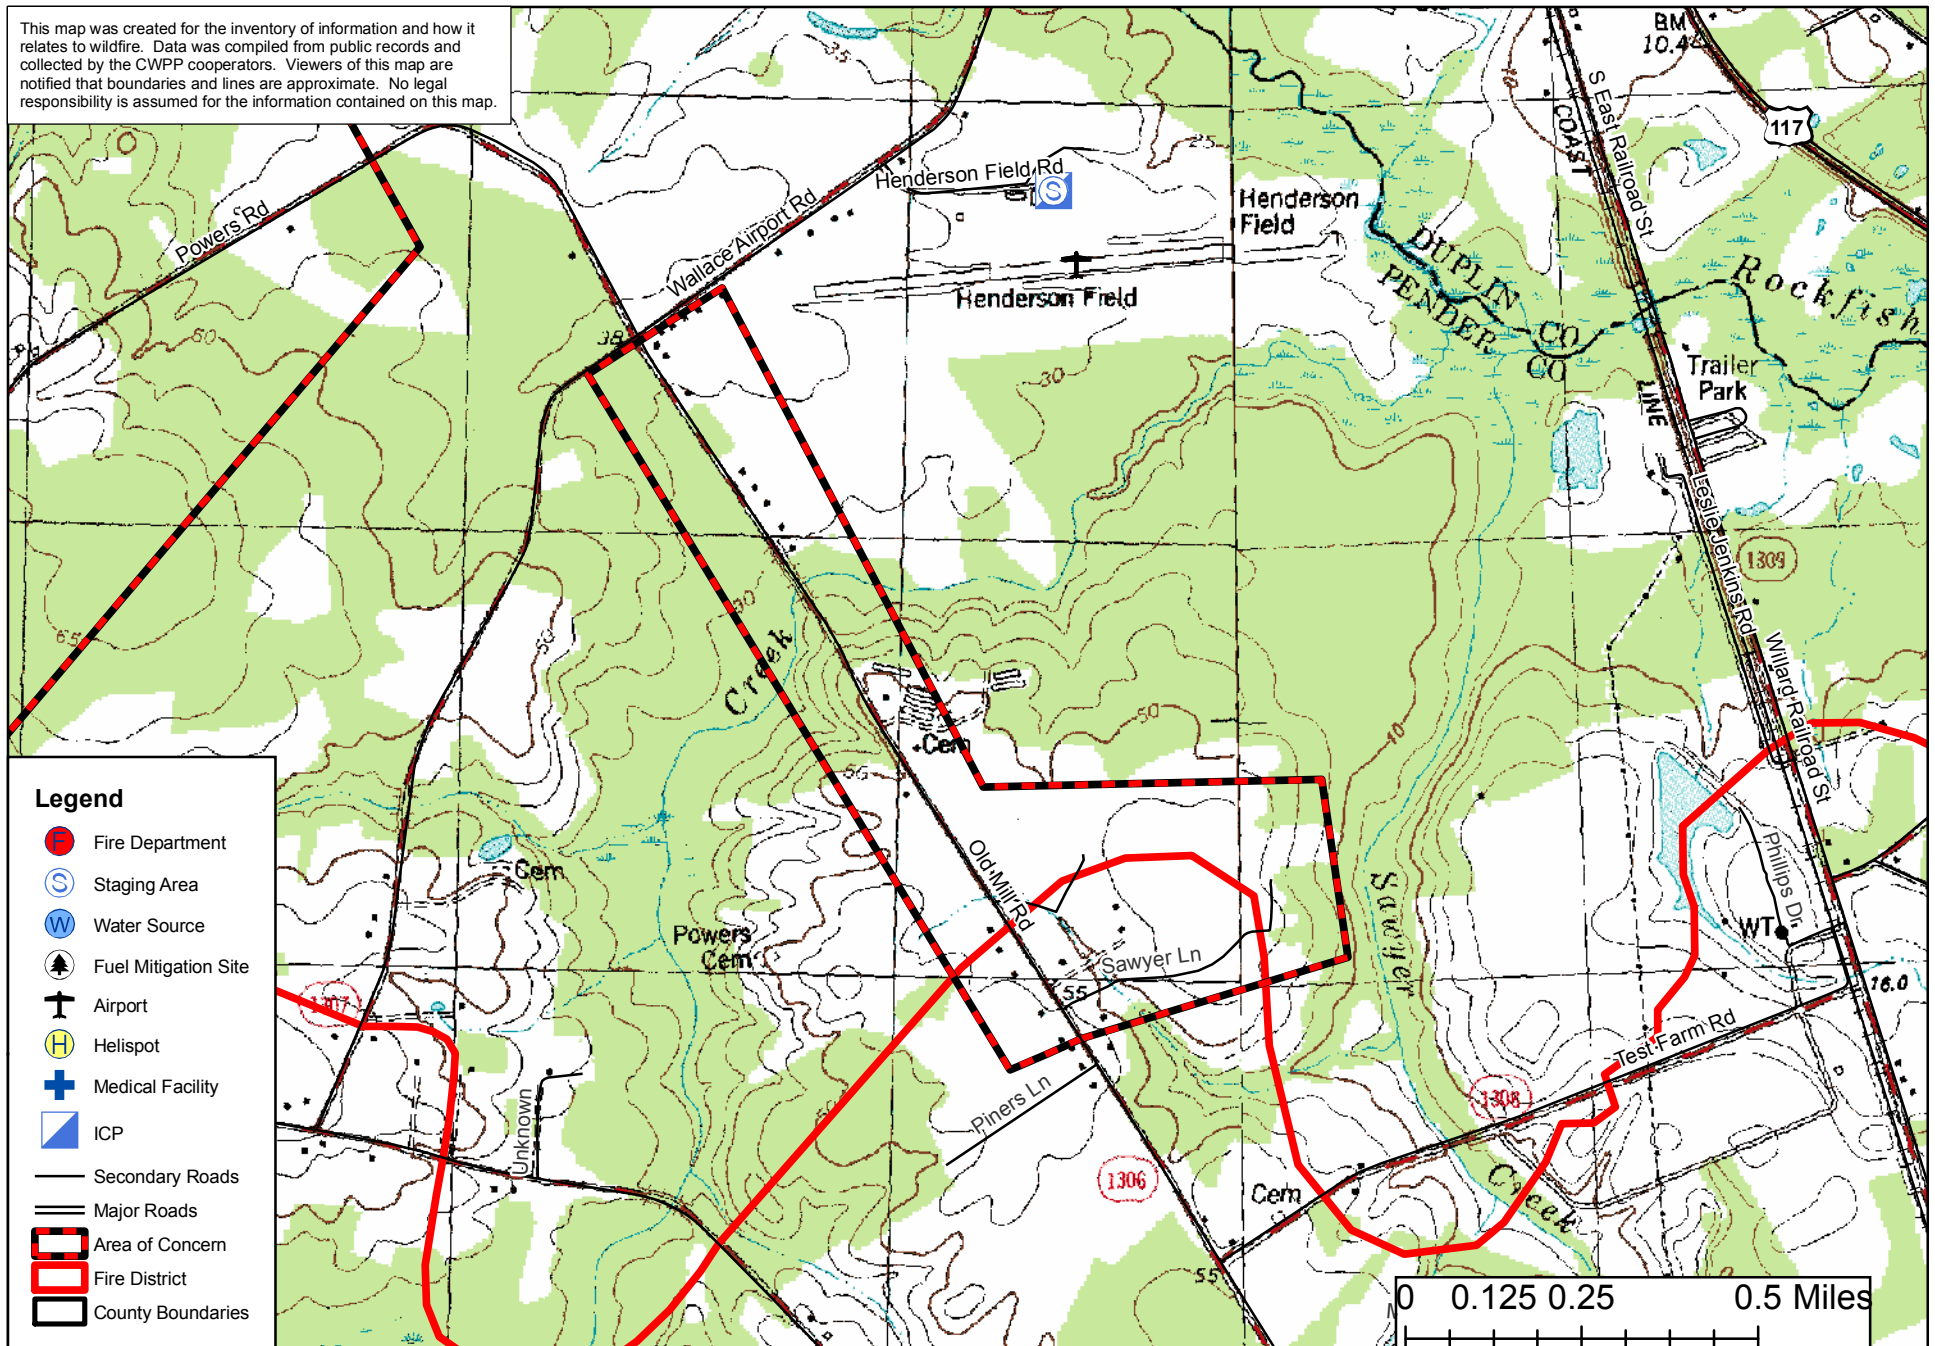 This map was created for the inventory of information and how it
relates to wildfire. Data was compiled from public records and
collected by the CWPP cooperators. Viewers of this map are
notified that boundaries and lines are approximate. No legal
responsibility is assumed for the information contained on this map.
BM
10.4
10
35
25
117
S East Railroad St
COAST
Henderson Field Rd
S
Henderson
Field
Powers Rd
Wallace Airport Rd
DUPLIN CO
PENDER CO
Rockfish
Henderson Field
38
50
30
Trailer
Park
LINE
Leslie Jenkins Rd
1309
30
Creek
65
50
Willard Railroad St
50
10
Cem
55
Old Mill Rd
Cem
Sawyer
Phillips Dr
WT
Powers
Cem
Sawyer Ln
55
16.0
1307
Test Farm Rd
1308
Piners Ln
Unknown
1306
Cem
Creek
55
Legend
F Fire Department
S Staging Area
W Water Source
Fuel Mitigation Site
Airport
H Helispot
Medical Facility
ICP
Secondary Roads
Major Roads
Area of Concern
Fire District
County Boundaries
0 0.125 0.25 0.5 Miles